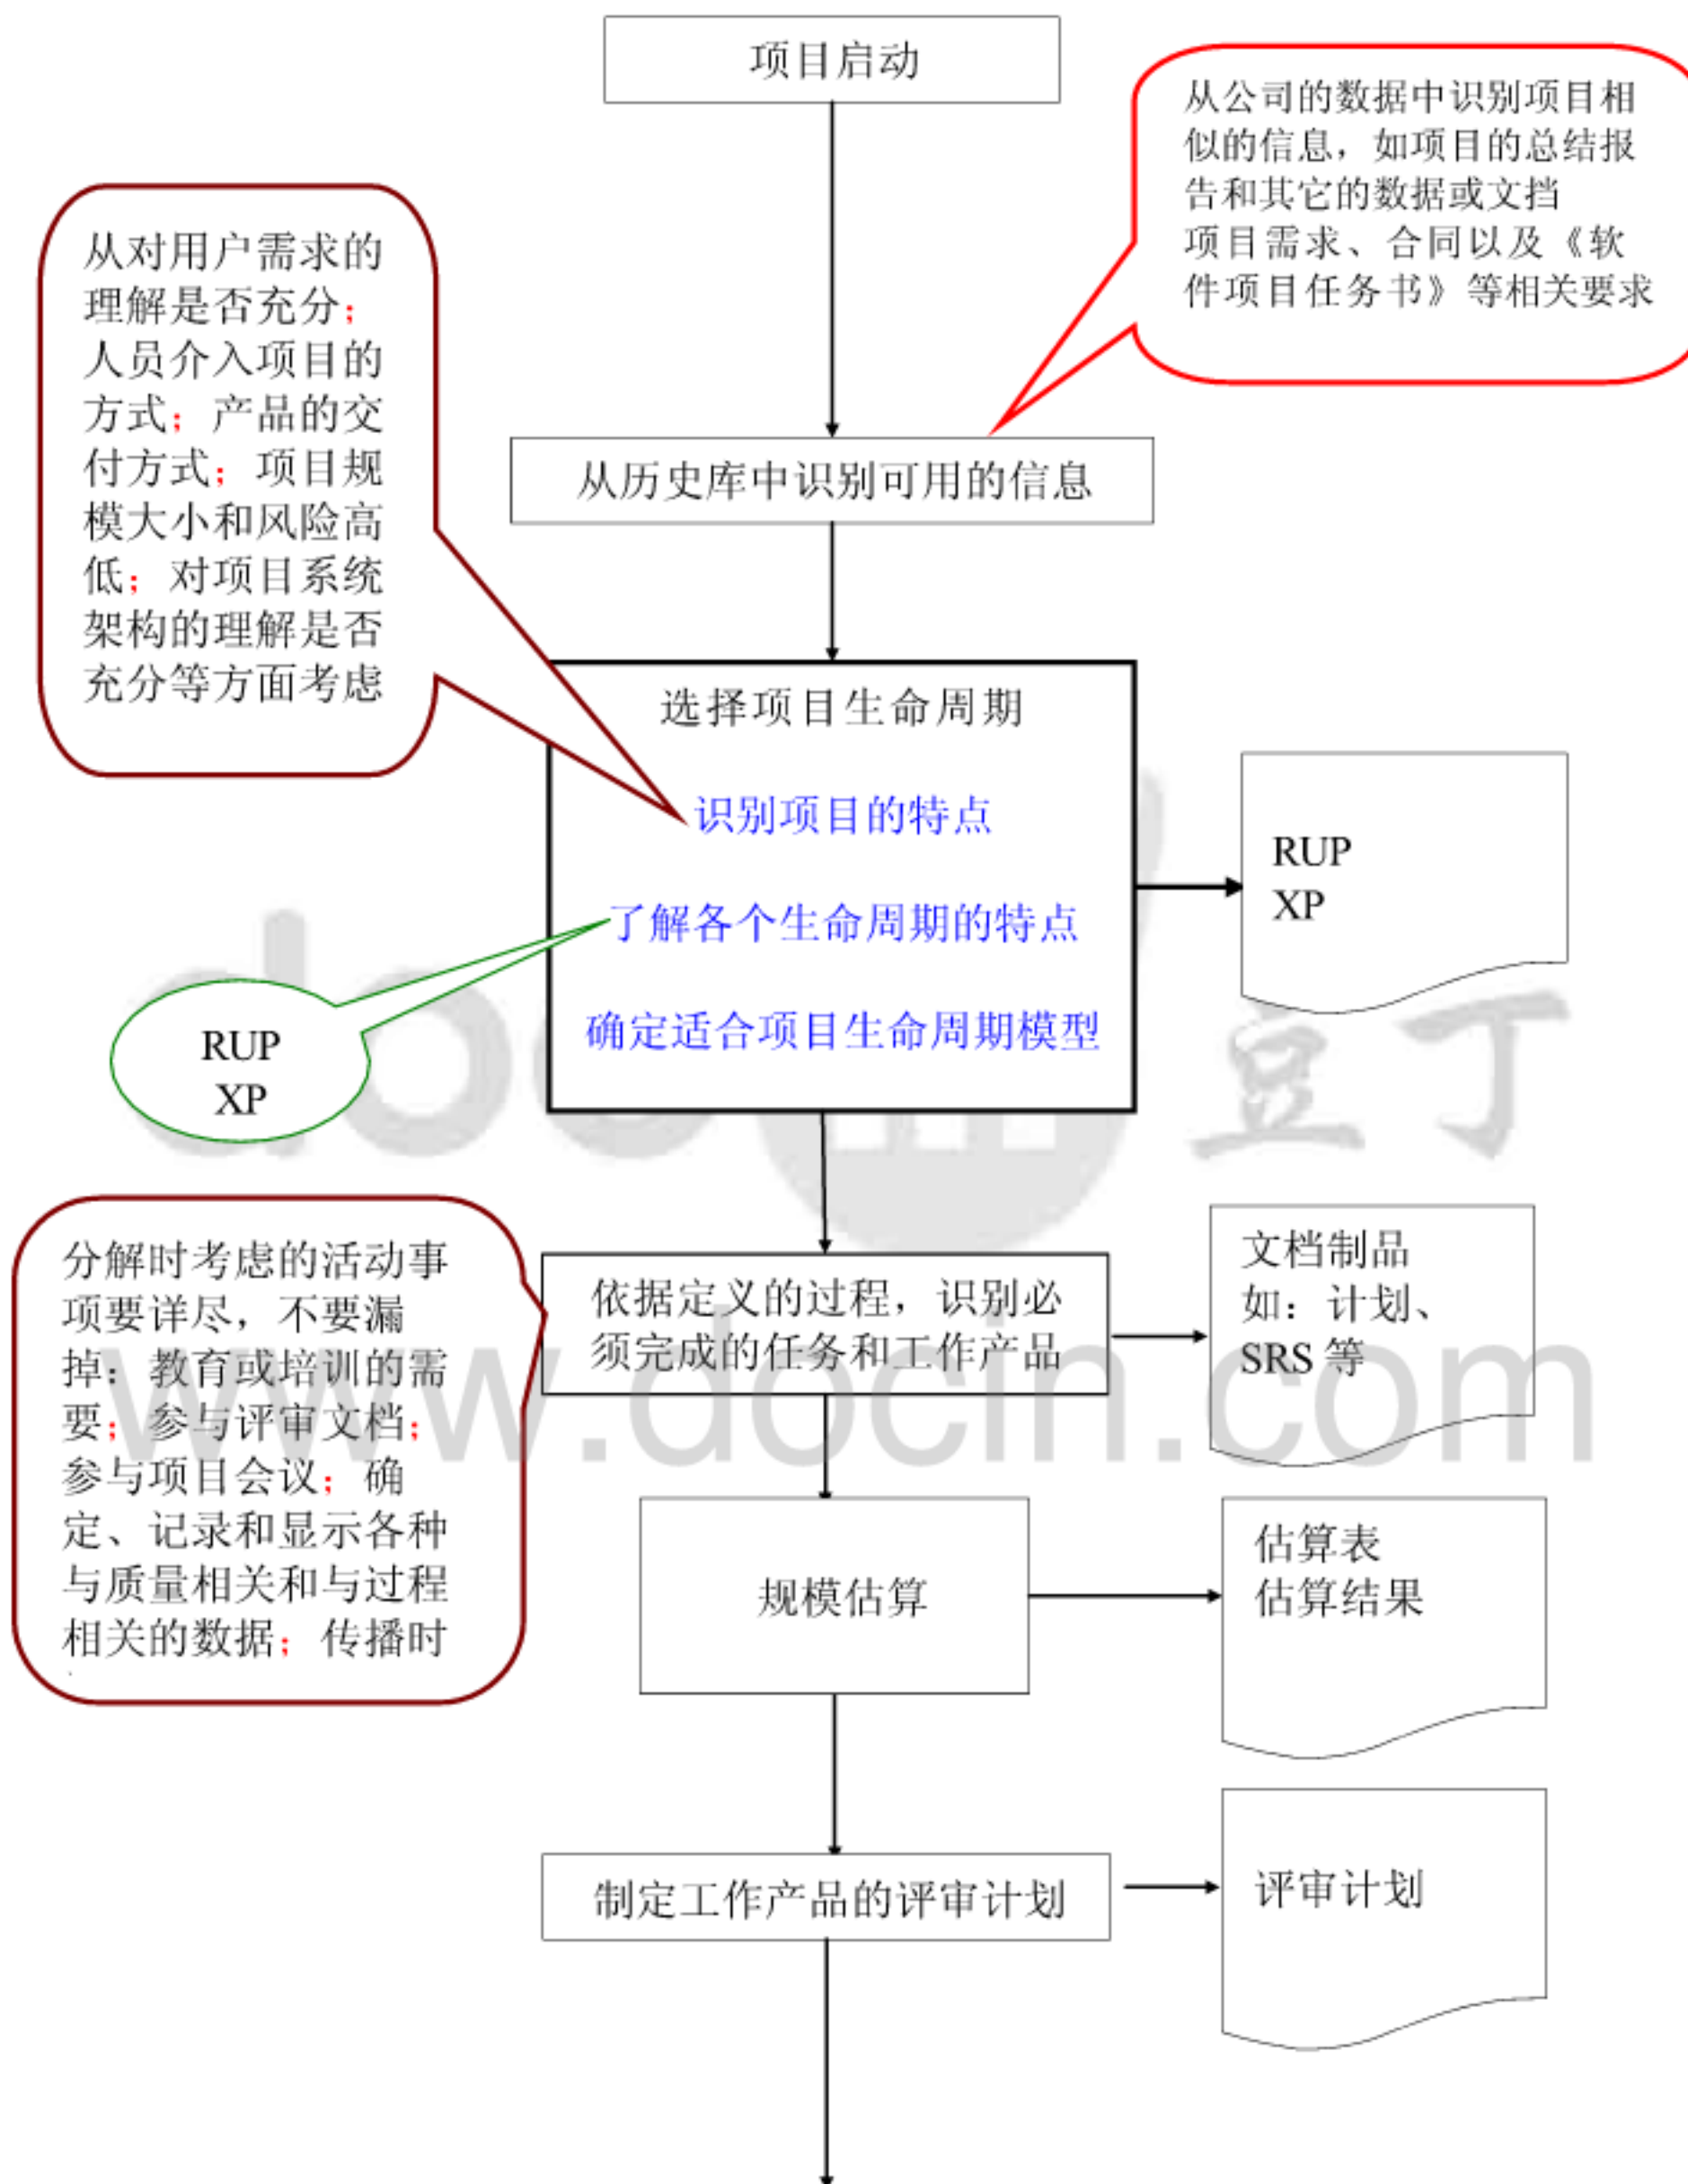 项目启动
从公司的数据中识别项目相
似的信息，如项目的总结报
告和其它的数据或文挡
项目需求、合同以及《软
件项目任务书》等相关要求
从对用户需求的
理解是否充分；
人员介入项目的
方式；产品的交
付方式；项目规
模大小和风险高
低；对项目系统
架构的理解是否
充分等方面考虑
从历史库中识别可用的信息
选择项目生命周期
识别项目的特点
了解各个生命周期的特点
确定适合项目生命周期模型
RUP
XP
RUP
XP
docin 豆丁
分解时考虑的活动事
项要详尽，不要漏
掉：教育或培训的需
要；参与评审文档；
参与项目会议；确
定、记录和显示各种
与质量相关和与过程
相关的数据；传播时
依据定义的过程，识别必
须完成的任务和工作产品
文档制品
如：计划、
SRS 等
www.docin.com
规模估算
估算表
估算结果
制定工作产品的评审计划
评审计划